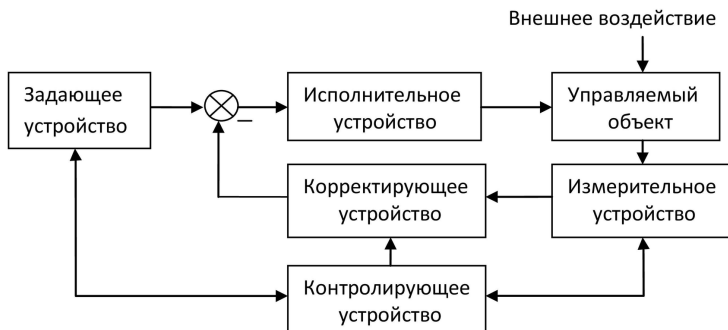 Внешнее воздействие
Задающее
устройство
Исполнительное
устройство
Управляемый
объект
Корректирующее
устройство
Измерительное
устройство
Контролирующее
устройство